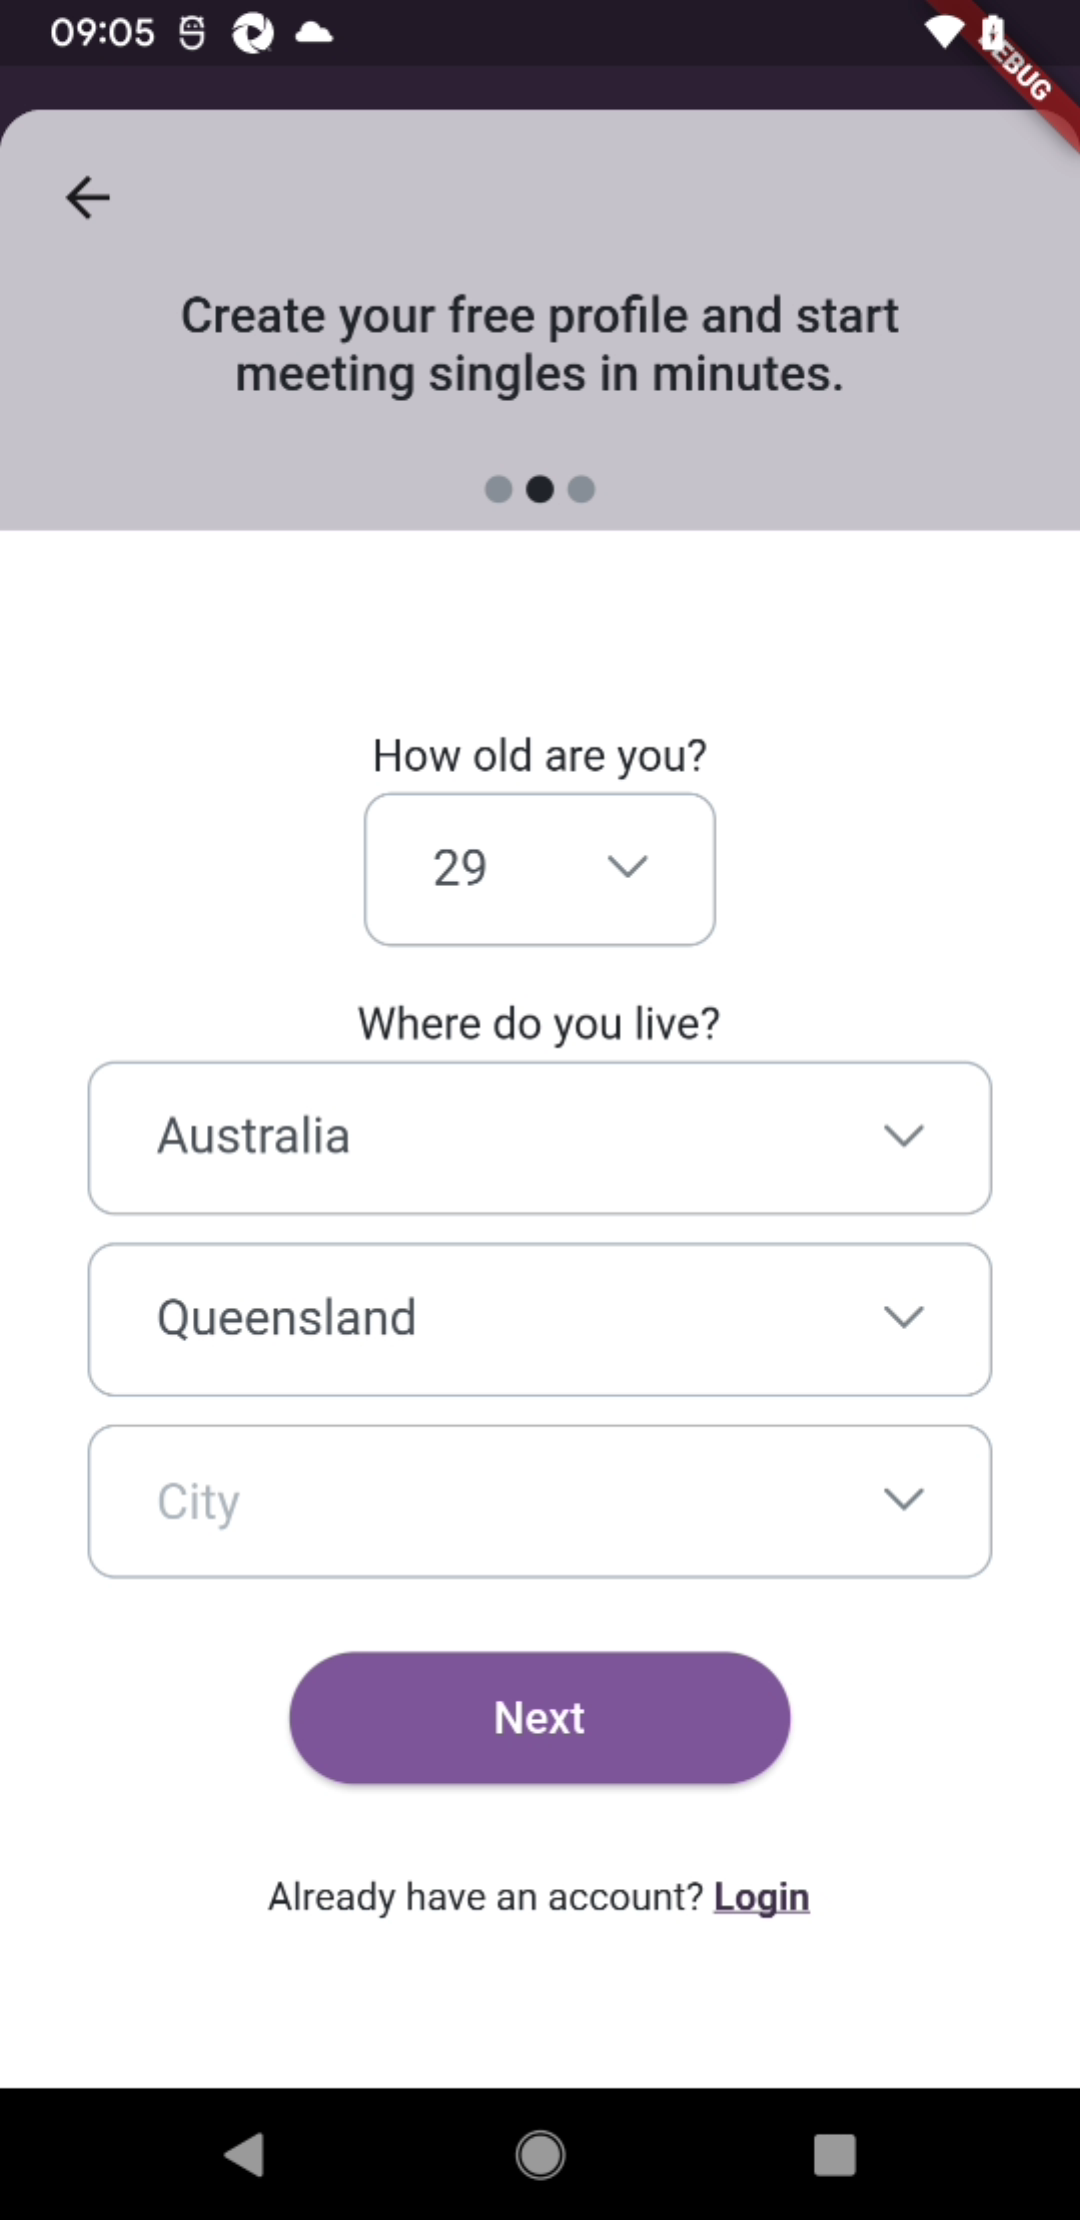 09:05
DEBUG
Create your free profile and start
meeting singles in minutes.
How old are you?
29
Where do you live?
Australia
Queensland
City
Next
Already have an account? Login